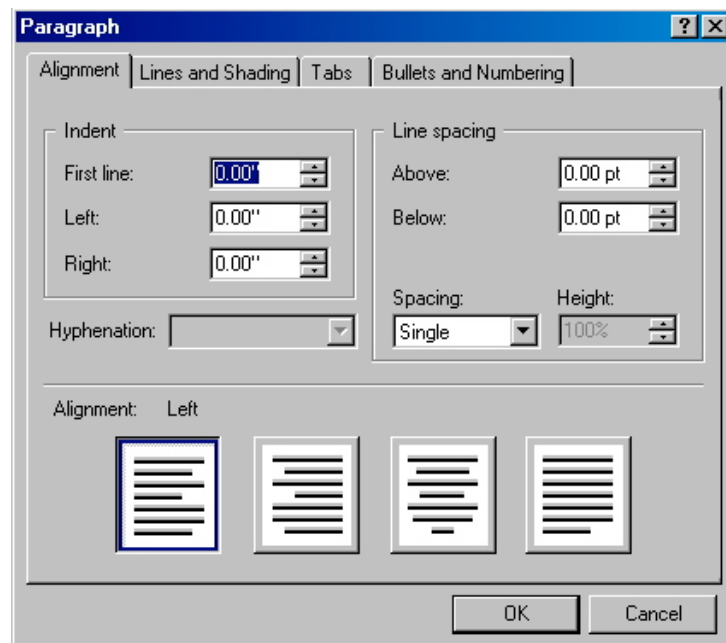 Paragraph
Alignment Lines and Shading Tabs Bullets and Numbering
Indent
First line: 0.00"
Left: 0.00"
Right: 0.00"
Hyphenation:
Line spacing
Above: 0.00 pt
Below: 0.00 pt
Spacing: Height:
Single 100%
Alignment: Left
OK Cancel